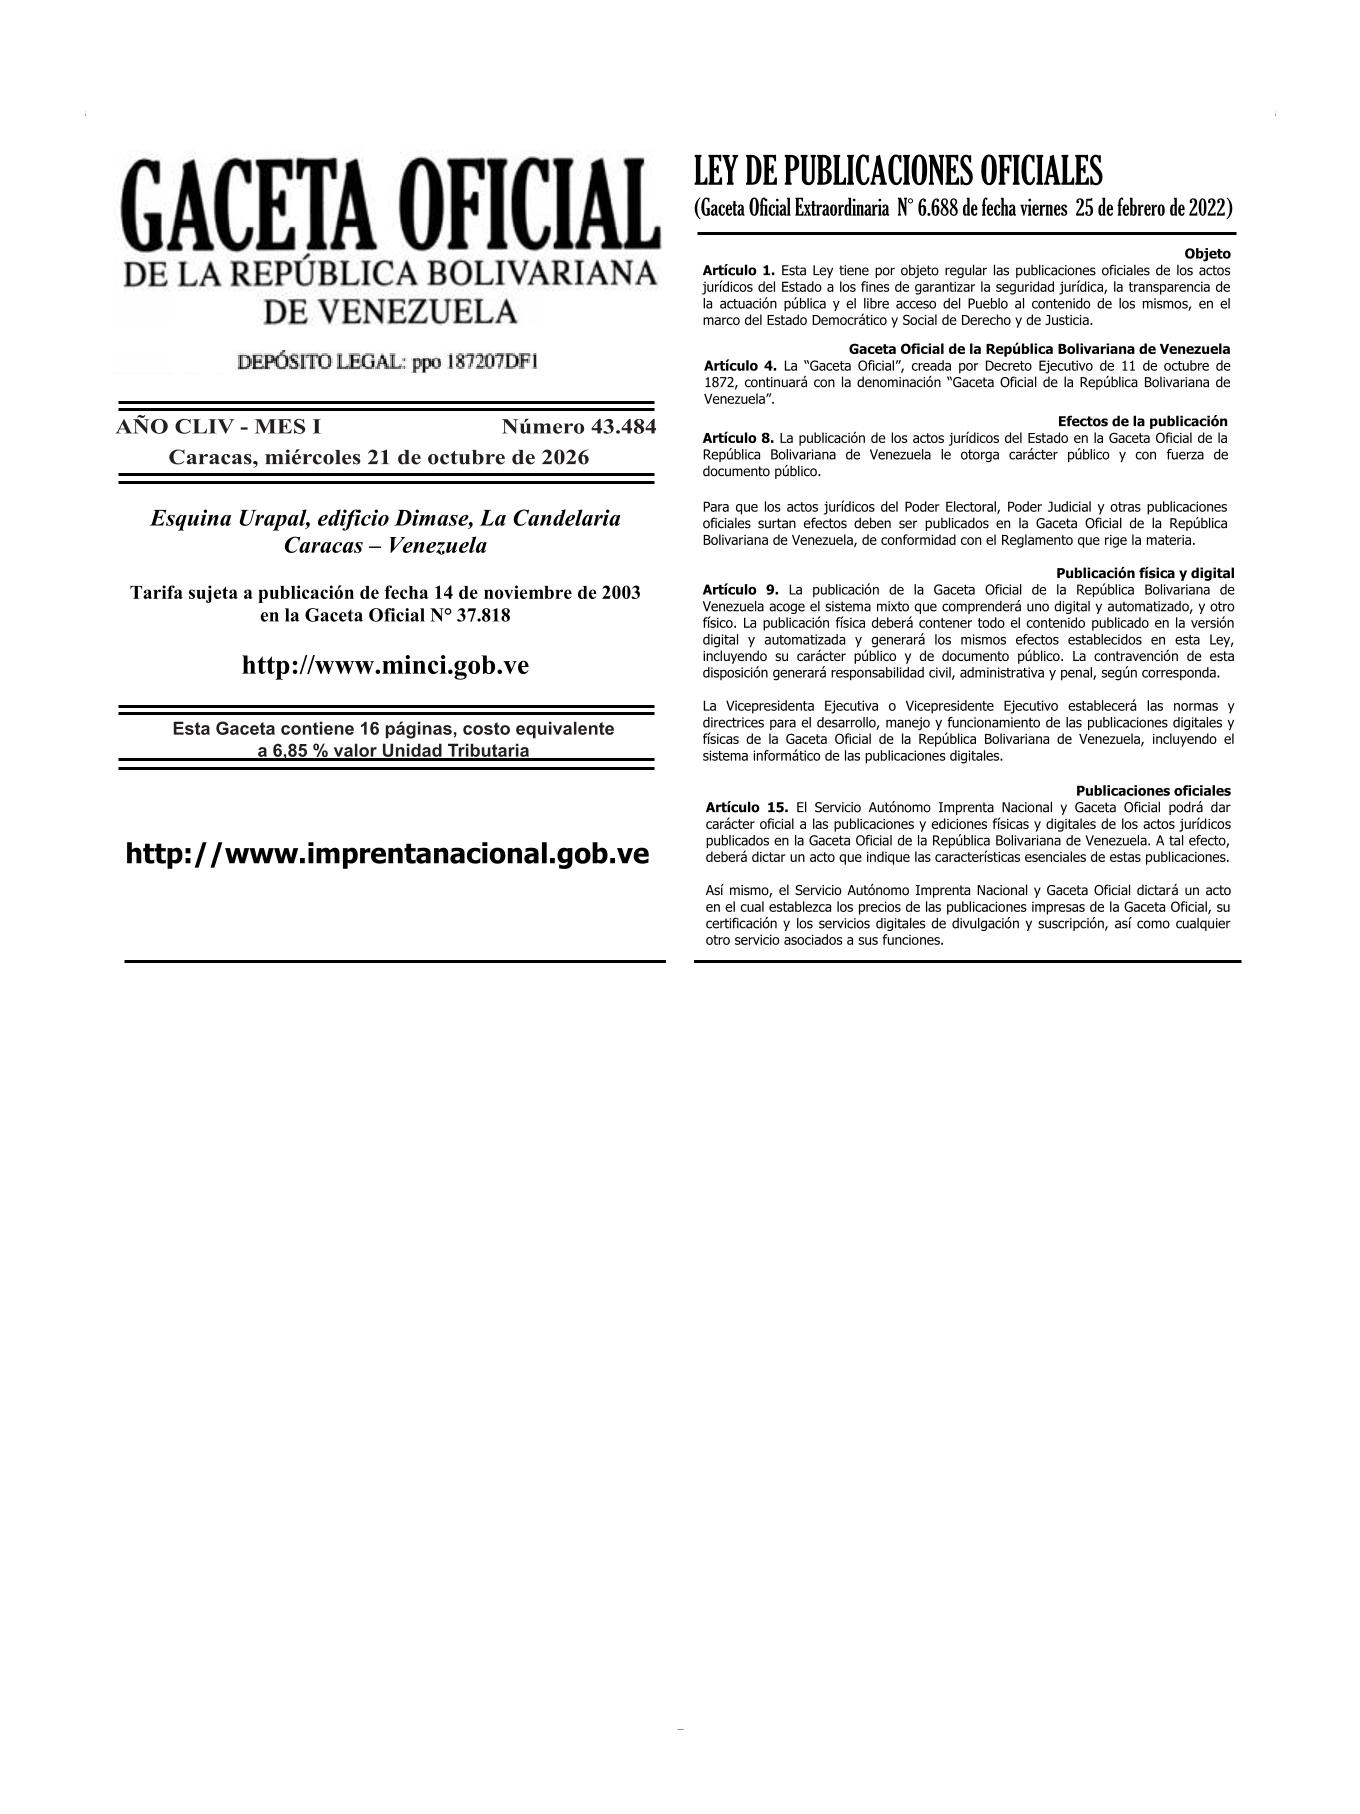 GACETA OFICIAL
DE LA REPÚBLICA BOLIVARIANA
DE VENEZUELA
DEPÓSITO LEGAL: ppo 187207DF1
AÑO CLIV - MES I Número 43.484
Caracas, miércoles 21 de octubre de 2026
Esquina Urapal, edificio Dimase, La Candelaria
Caracas – Venezuela
Tarifa sujeta a publicación de fecha 14 de noviembre de 2003
en la Gaceta Oficial N° 37.818
http://www.minci.gob.ve
Esta Gaceta contiene 16 páginas, costo equivalente
a 6,85 % valor Unidad Tributaria
http://www.imprentanacional.gob.ve
LEY DE PUBLICACIONES OFICIALES
(Gaceta Oficial Extraordinaria N° 6.688 de fecha viernes 25 de febrero de 2022)
Objeto
Artículo 1. Esta Ley tiene por objeto regular las publicaciones oficiales de los actos
jurídicos del Estado a los fines de garantizar la seguridad jurídica, la transparencia de
la actuación pública y el libre acceso del Pueblo al contenido de los mismos, en el
marco del Estado Democrático y Social de Derecho y de Justicia.
Gaceta Oficial de la República Bolivariana de Venezuela
Artículo 4. La “Gaceta Oficial”, creada por Decreto Ejecutivo de 11 de octubre de
1872, continuará con la denominación “Gaceta Oficial de la República Bolivariana de
Venezuela”.
Efectos de la publicación
Artículo 8. La publicación de los actos jurídicos del Estado en la Gaceta Oficial de la
República Bolivariana de Venezuela le otorga carácter público y con fuerza de
documento público.
Para que los actos jurídicos del Poder Electoral, Poder Judicial y otras publicaciones
oficiales surtan efectos deben ser publicados en la Gaceta Oficial de la República
Bolivariana de Venezuela, de conformidad con el Reglamento que rige la materia.
Publicación física y digital
Artículo 9. La publicación de la Gaceta Oficial de la República Bolivariana de
Venezuela acoge el sistema mixto que comprenderá uno digital y automatizado, y otro
físico. La publicación física deberá contener todo el contenido publicado en la versión
digital y automatizada y generará los mismos efectos establecidos en esta Ley,
incluyendo su carácter público y de documento público. La contravención de esta
disposición generará responsabilidad civil, administrativa y penal, según corresponda.
La Vicepresidenta Ejecutiva o Vicepresidente Ejecutivo establecerá las normas y
directrices para el desarrollo, manejo y funcionamiento de las publicaciones digitales y
físicas de la Gaceta Oficial de la República Bolivariana de Venezuela, incluyendo el
sistema informático de las publicaciones digitales.
Publicaciones oficiales
Artículo 15. El Servicio Autónomo Imprenta Nacional y Gaceta Oficial podrá dar
carácter oficial a las publicaciones y ediciones físicas y digitales de los actos jurídicos
publicados en la Gaceta Oficial de la República Bolivariana de Venezuela. A tal efecto,
deberá dictar un acto que indique las características esenciales de estas publicaciones.
Así mismo, el Servicio Autónomo Imprenta Nacional y Gaceta Oficial dictará un acto
en el cual establezca los precios de las publicaciones impresas de la Gaceta Oficial, su
certificación y los servicios digitales de divulgación y suscripción, así como cualquier
otro servicio asociados a sus funciones.